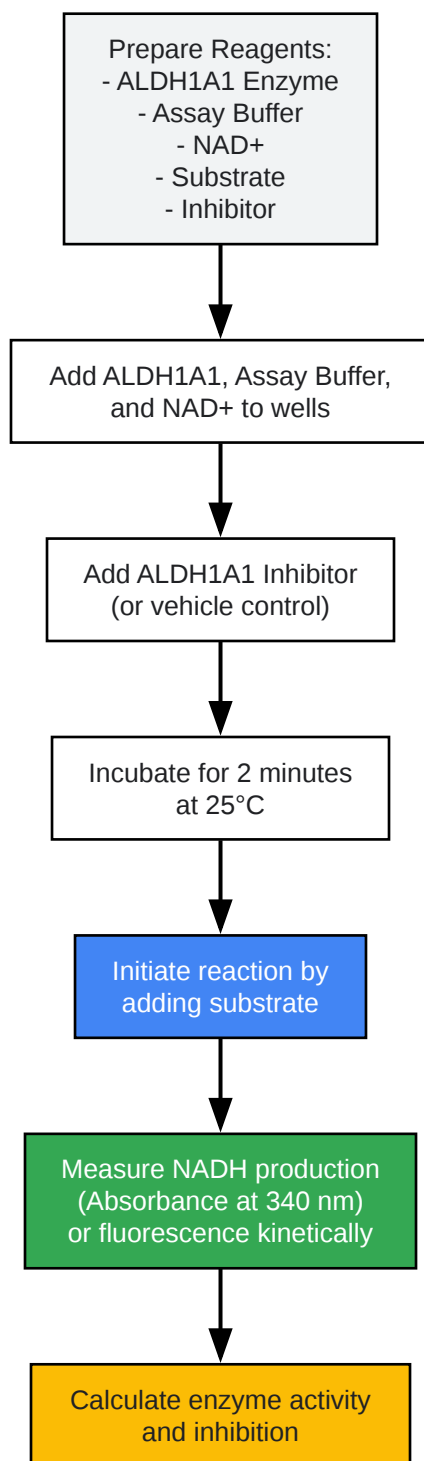 Prepare Reagents:
- ALDH1A1 Enzyme
- Assay Buffer
- NAD+
- Substrate
- Inhibitor
Add ALDH1A1, Assay Buffer,
and NAD+ to wells
Add ALDH1A1 Inhibitor
(or vehicle control)
Incubate for 2 minutes
at 25°C
Initiate reaction by
adding substrate
Measure NADH production
(Absorbance at 340 nm)
or fluorescence kinetically
Calculate enzyme activity
and inhibition